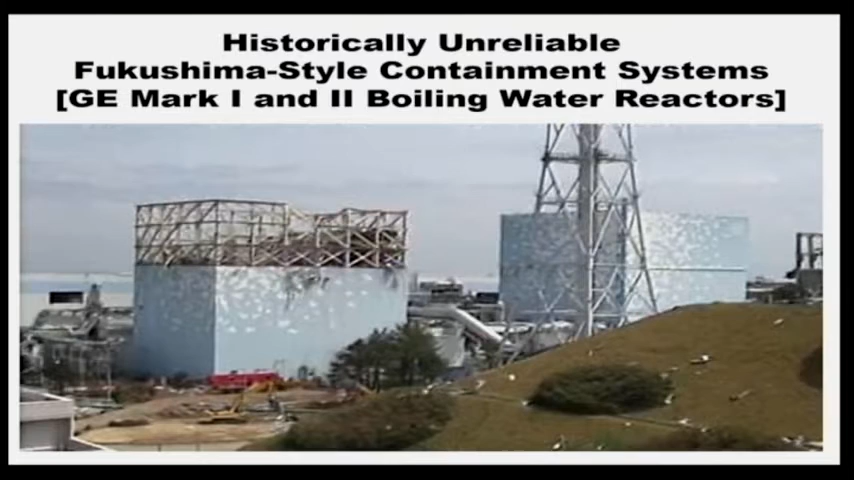 Historically Unreliable
Fukushima-Style Containment Systems
[GE Mark I and II Boiling Water Reactors]